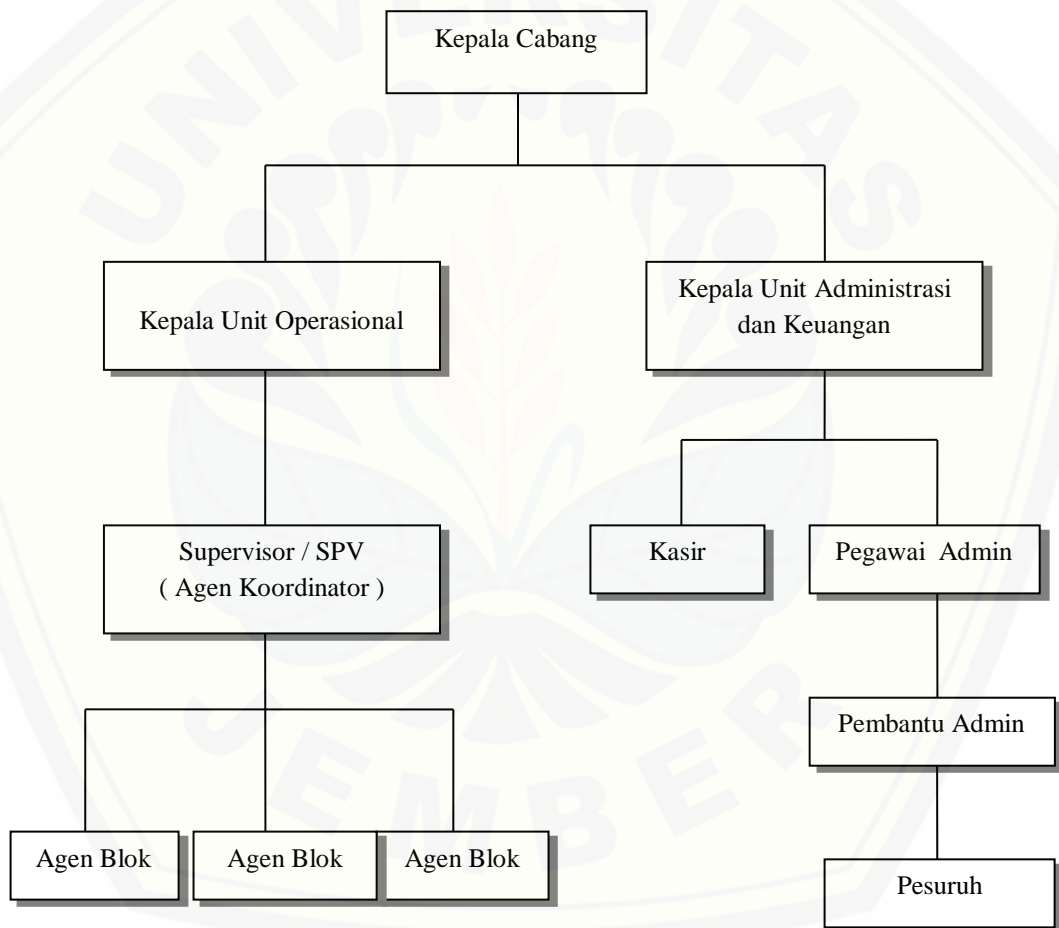 UNIVERSITAS
Kepala Cabang
Kepala Unit Operasional
Kepala Unit Administrasi
dan Keuangan
Supervisor / SPV
( Agen Koordinator )
Kasir
Pegawai Admin
Pembantu Admin
Agen Blok
Agen Blok
Agen Blok
Pesuruh